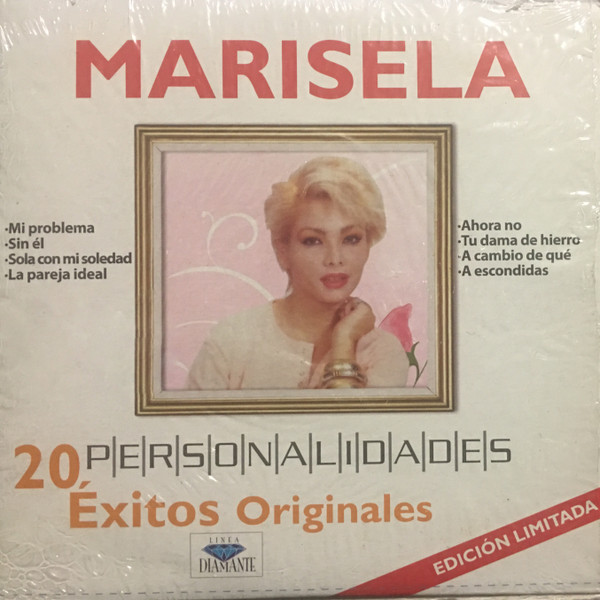 MARISELA
·Mi problema
·Sin él
·Sola con mi soledad
·La pareja ideal
·Ahora no
·Tu dama de hierro
·A cambio de qué
·A escondidas
20 P|E|R|S|O|N|A|L|I|D|A|D|E|S
Éxitos Originales
LINEA
DIAMANTE
EDICIÓN LIMITADA